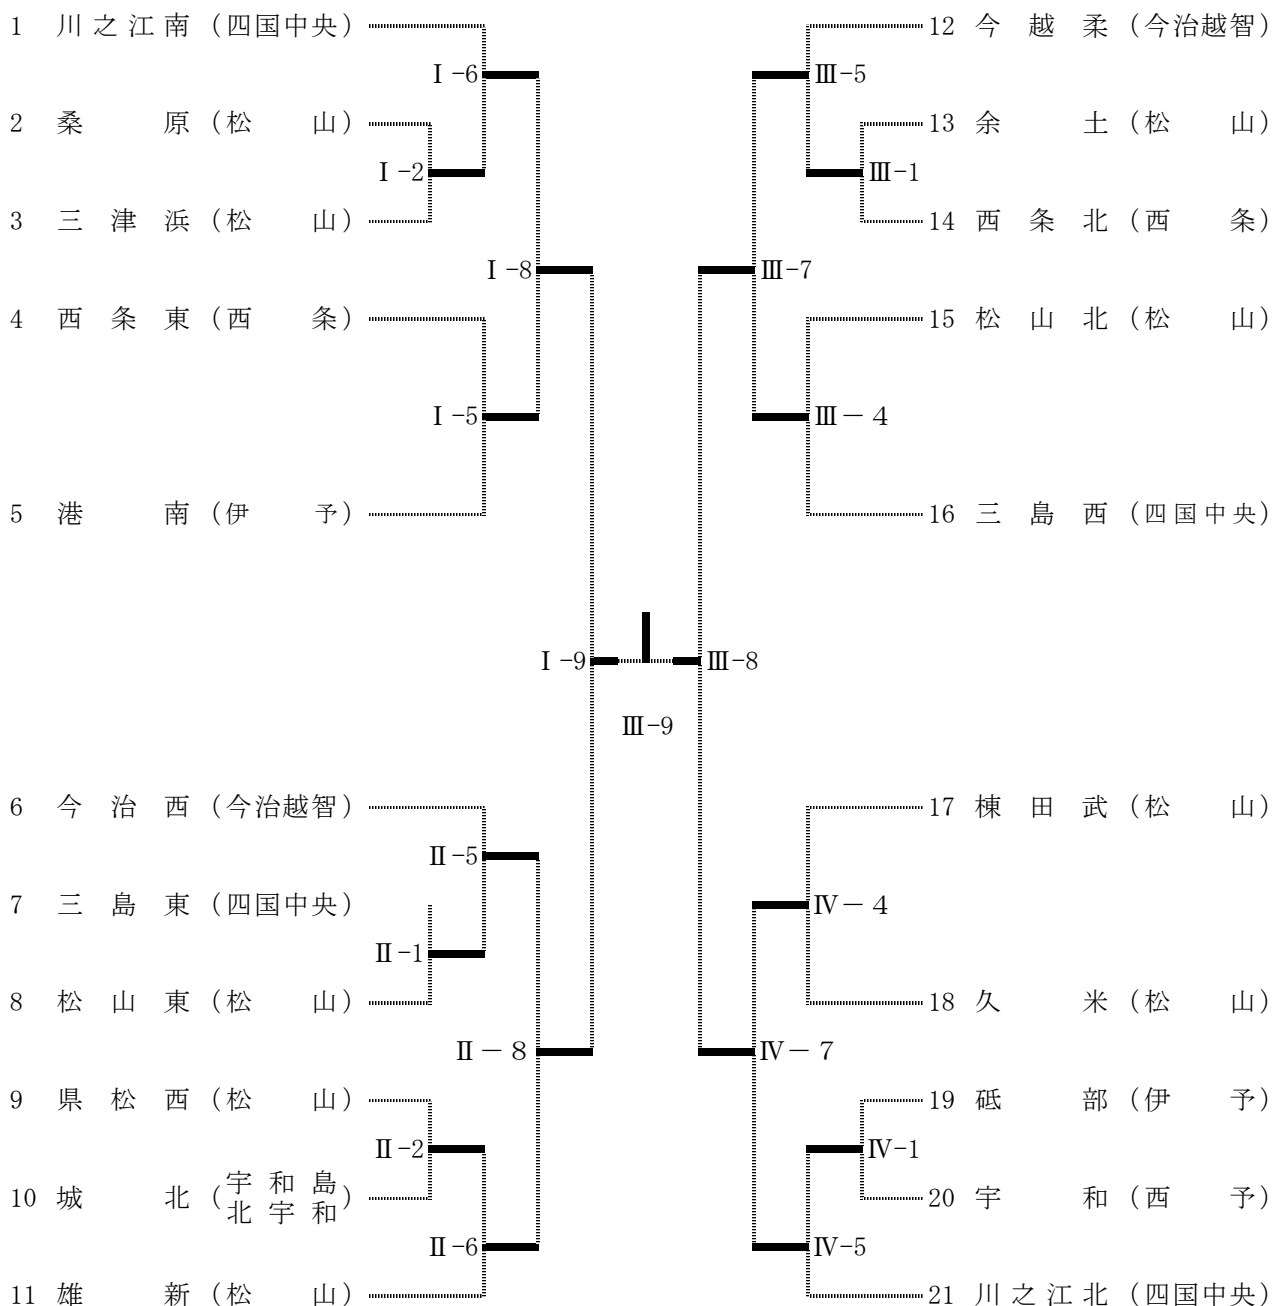 1 川之江南 (四国中央)
Ⅰ-6
2 桑原 (松山)
Ⅰ-2
3 三津浜 (松山)
Ⅰ-8
4 西条東 (西条)
Ⅰ-5
5 港南 (伊予)
Ⅰ-9
6 今治西 (今治越智)
Ⅱ-5
7 三島東 (四国中央)
Ⅱ-1
8 松山東 (松山)
Ⅱ-8
9 県松西 (松山)
Ⅱ-2
10 城北 (宇和島
北宇和)
Ⅱ-6
11 雄新 (松山)
Ⅲ-9
12 今越柔 (今治越智)
Ⅲ-5
13 余土 (松山)
Ⅲ-1
14 西条北 (西条)
Ⅲ-7
15 松山北 (松山)
Ⅲ-4
16 三島西 (四国中央)
Ⅲ-8
17 棟田武 (松山)
Ⅳ-4
18 久米 (松山)
Ⅳ-7
19 砥部 (伊予)
Ⅳ-1
20 宇和 (西予)
Ⅳ-5
21 川之江北 (四国中央)